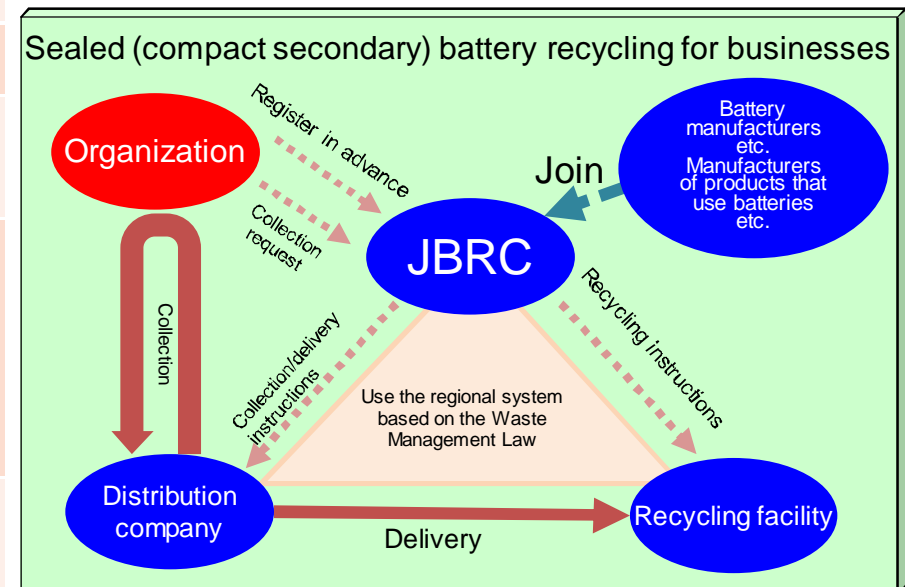 Sealed (compact secondary) battery recycling for businesses
Organization
Register in advance
Collection
request
Battery
manufacturers
etc.
Manufacturers
of products that
use batteries
etc.
Join
JBRC
Collection
Collection/delivery
instructions
Recycling instructions
Use the regional system
based on the Waste
Management Law
Distribution
company
Delivery
Recycling facility